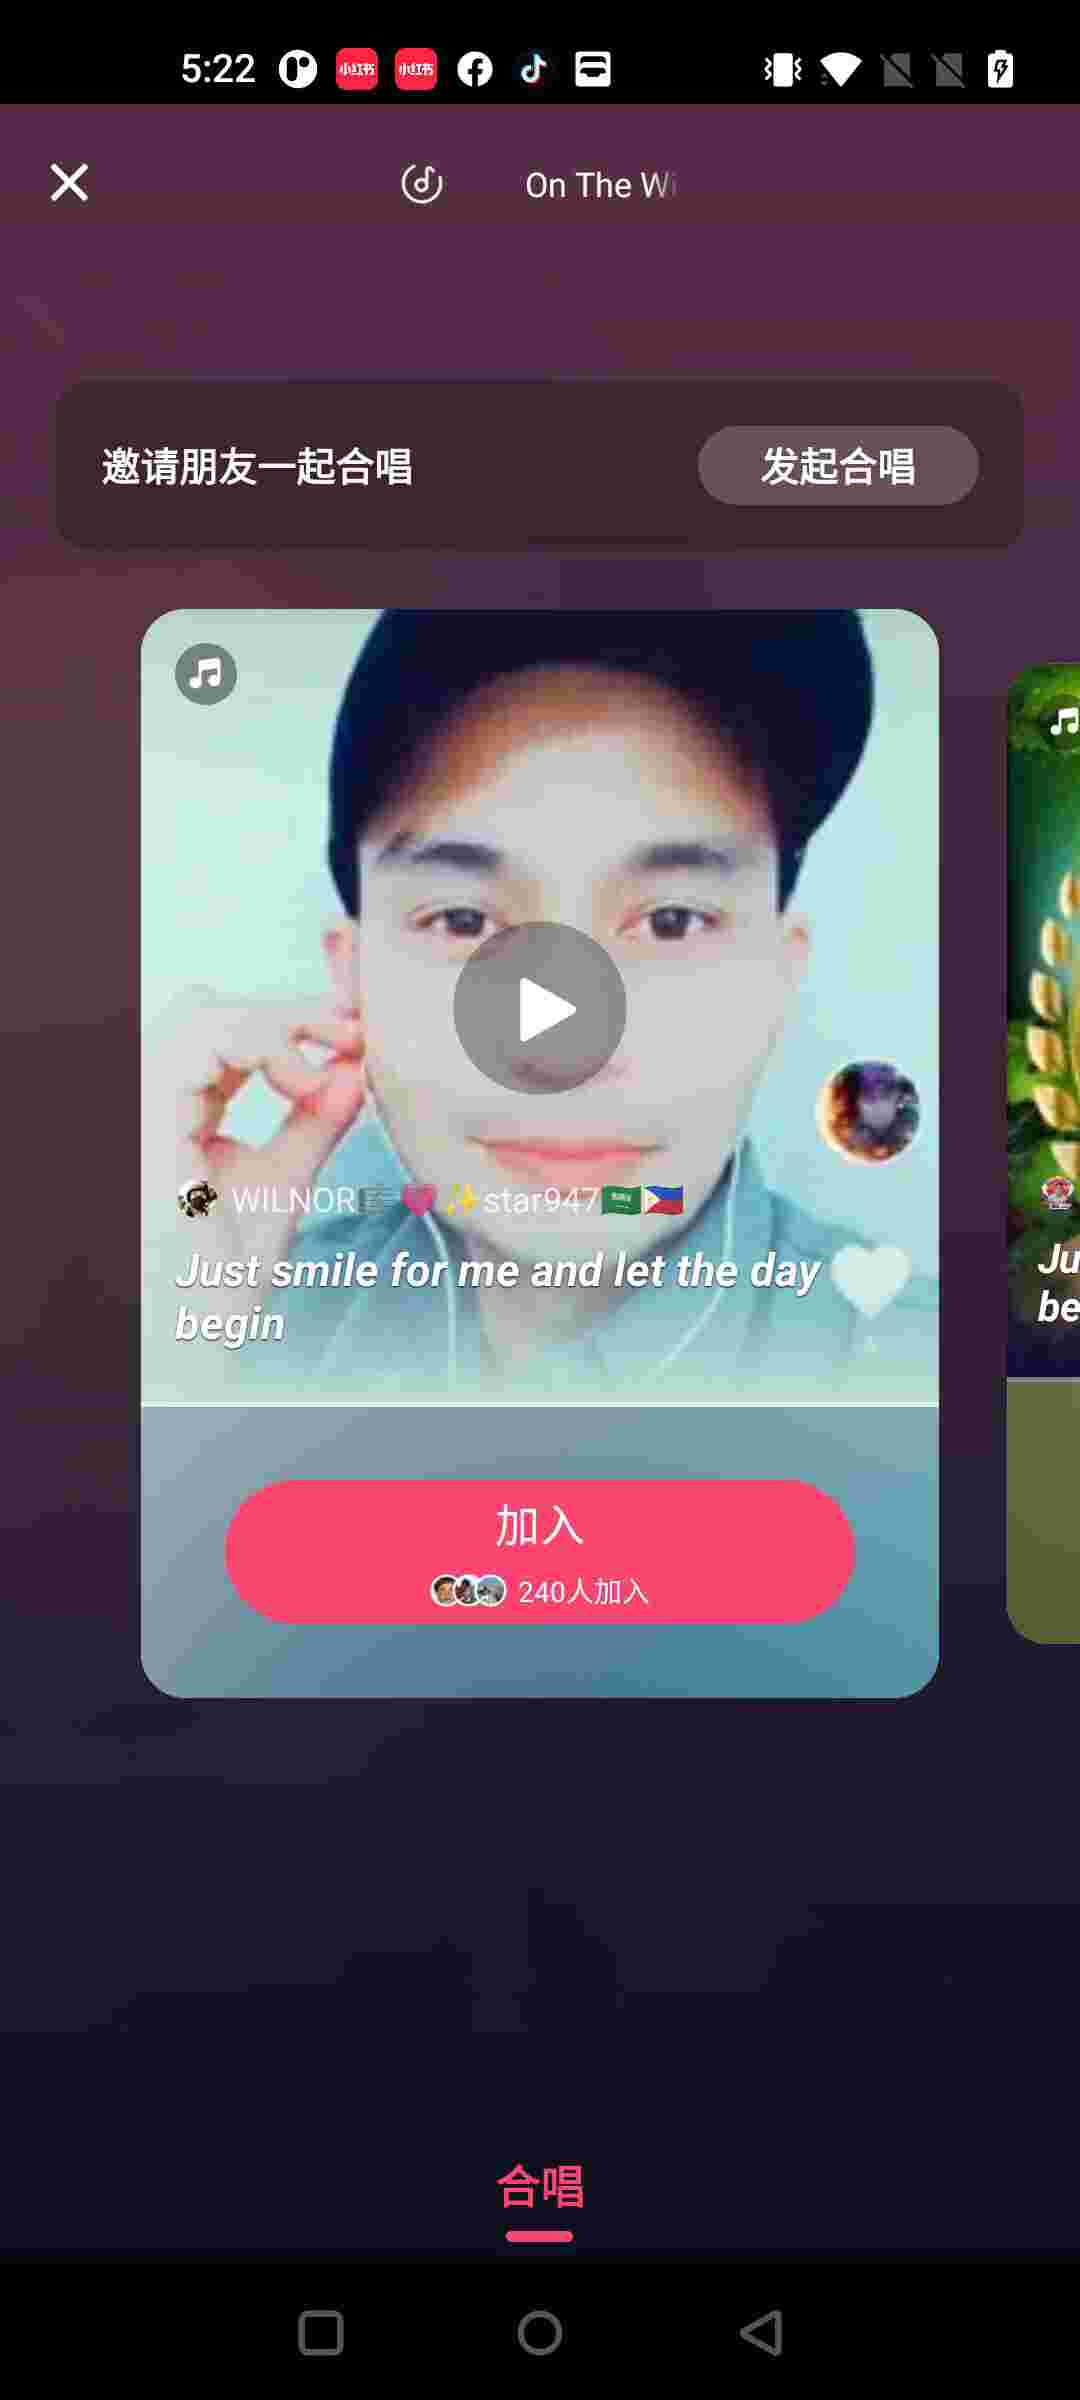 5:22
小红书
小红书
On The Wi
邀请朋友一起合唱
发起合唱
WILNOR🎼💗✨star947🇸🇦🇵🇭
Just smile for me and let the day
begin
Ju
be
加入
240人加入
合唱